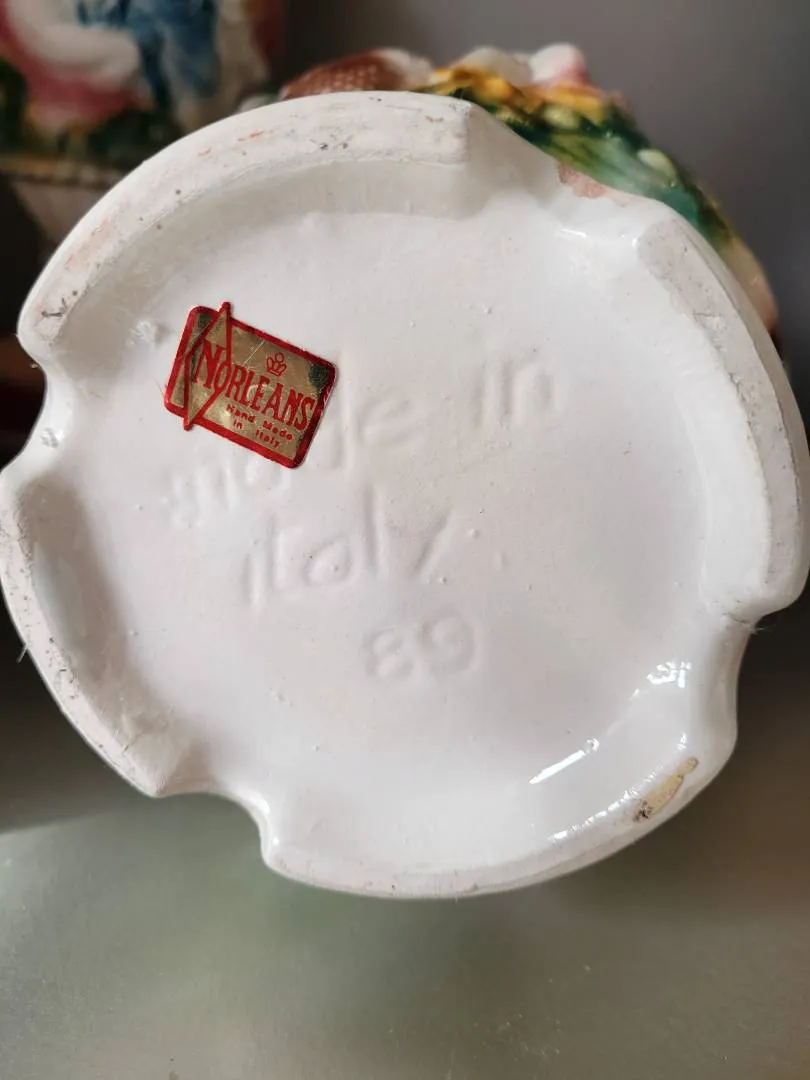 NORLEANS
Hand Made
in Italy
made in
italy
89